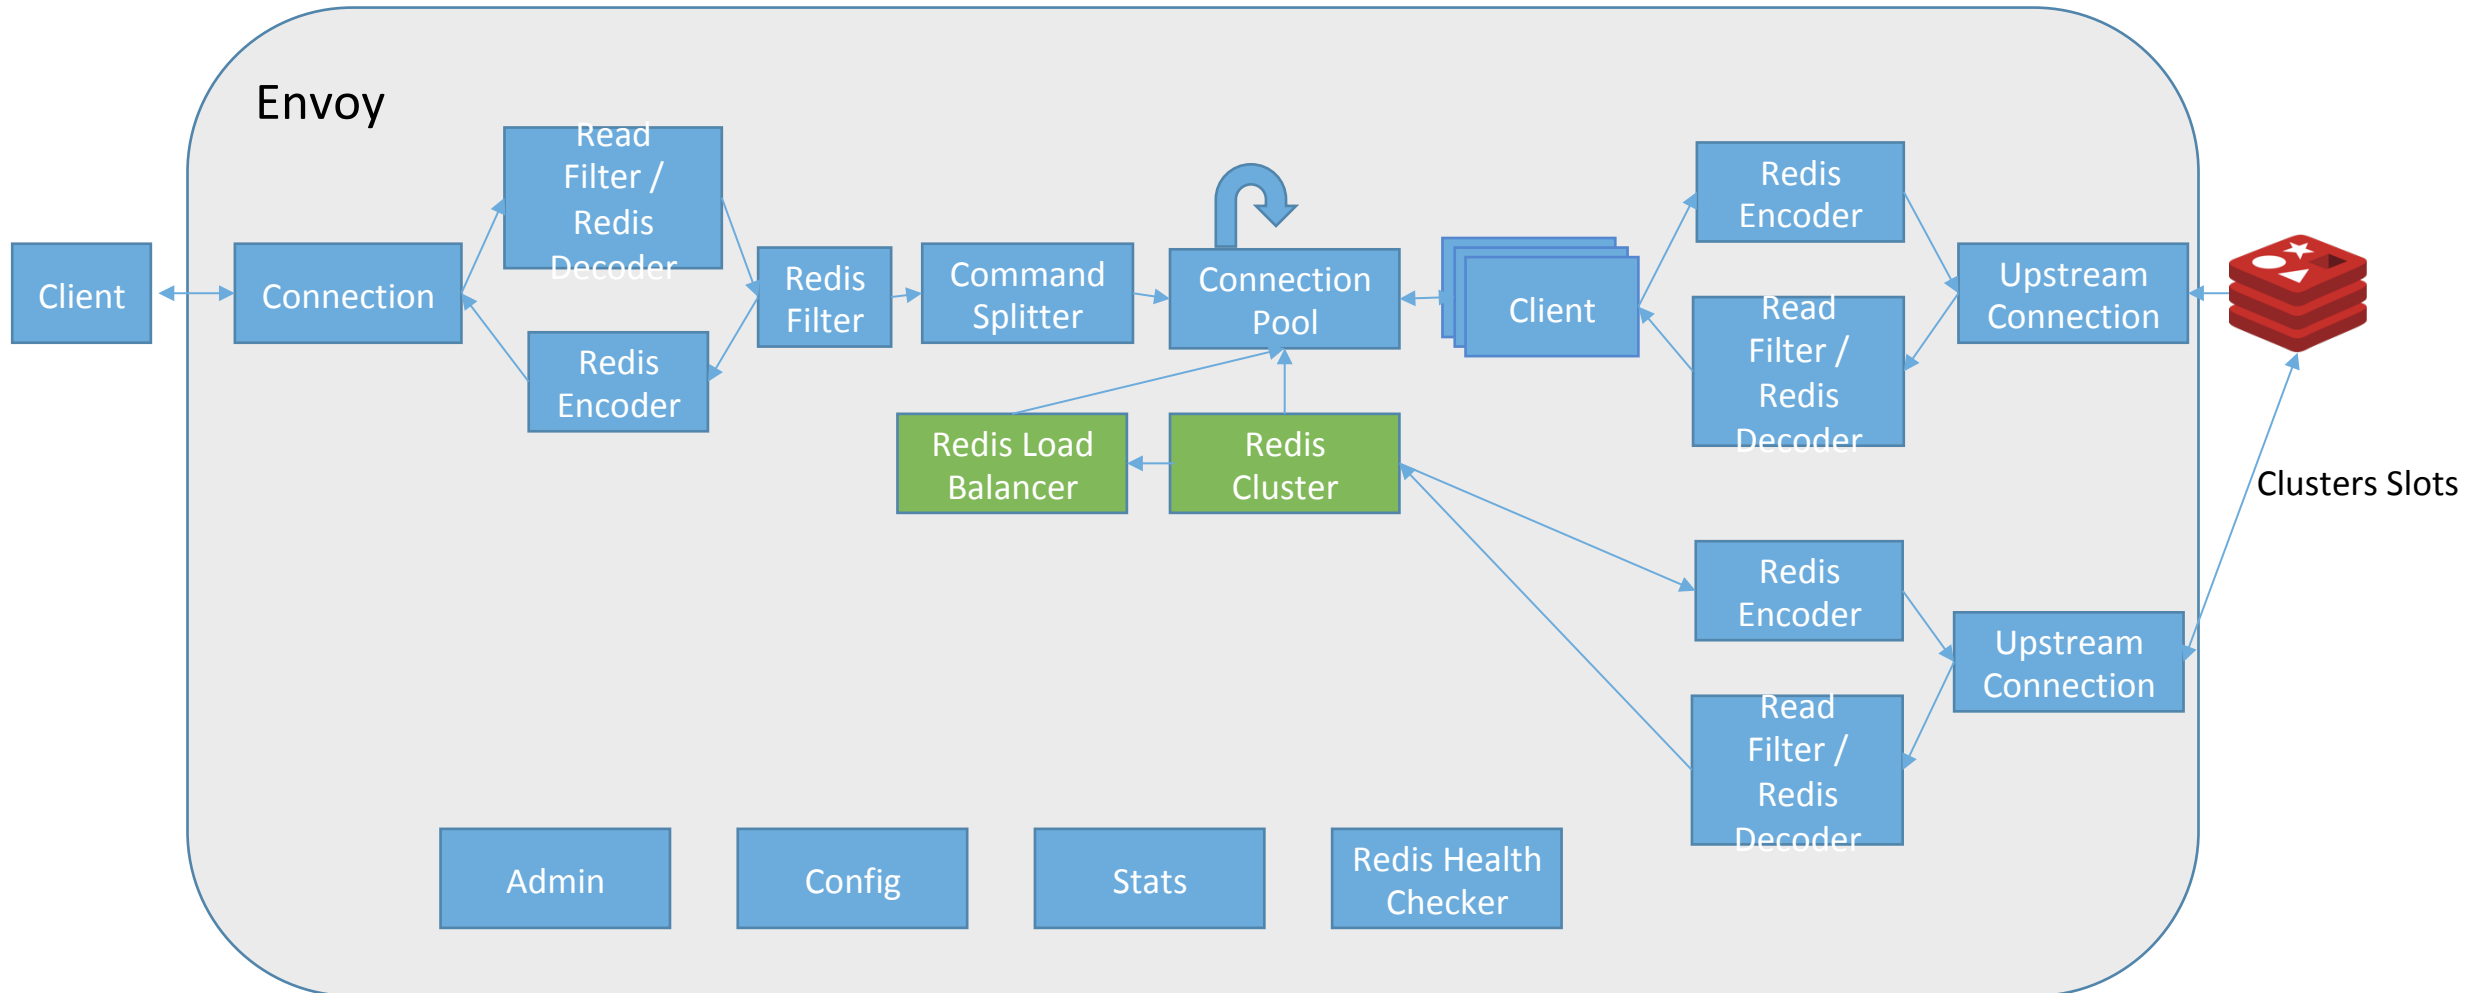 Envoy
Client
Connection
Read
Filter /
Redis
Decoder
Redis
Encoder
Redis
Filter
Command
Splitter
Connection
Pool
Client
Redis
Encoder
Read
Filter /
Redis
Decoder
Upstream
Connection
Redis Load
Balancer
Redis
Cluster
Clusters Slots
Redis
Encoder
Read
Filter /
Redis
Decoder
Upstream
Connection
Admin
Config
Stats
Redis Health
Checker